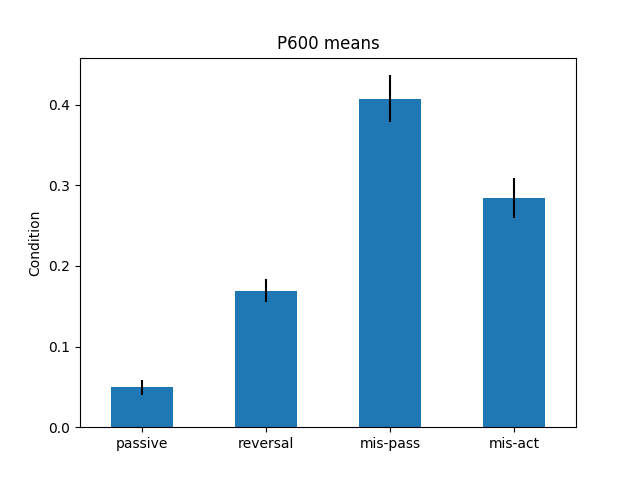 P600 means
Condition
0.4
0.3
0.2
0.1
0.0
passive
reversal
mis-pass
mis-act